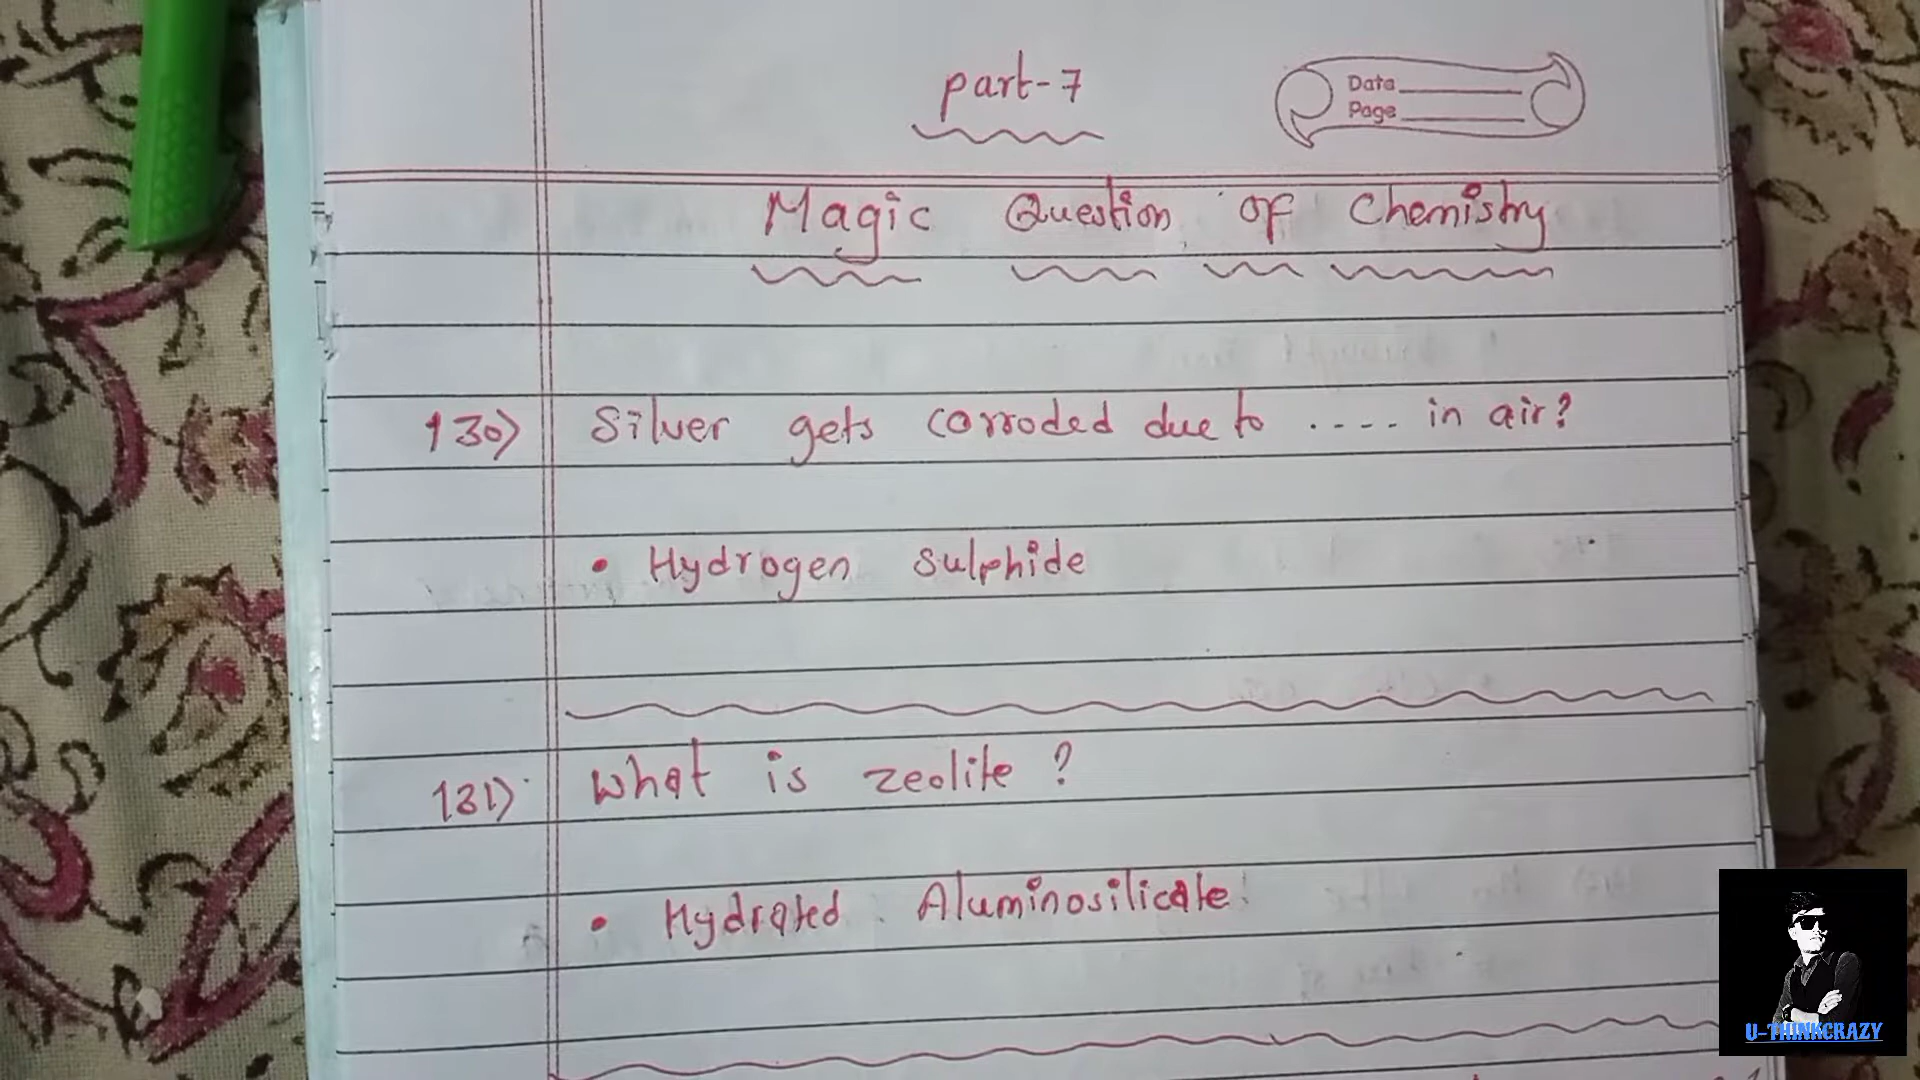 part-7
Data
Page
Magic Question of Chemistry
130) Silver gets corroded due to .... in air?
• Hydrogen Sulphide
131) What is zeolite ?
• Hydrated Aluminosilicate
U-THINKCRAZY